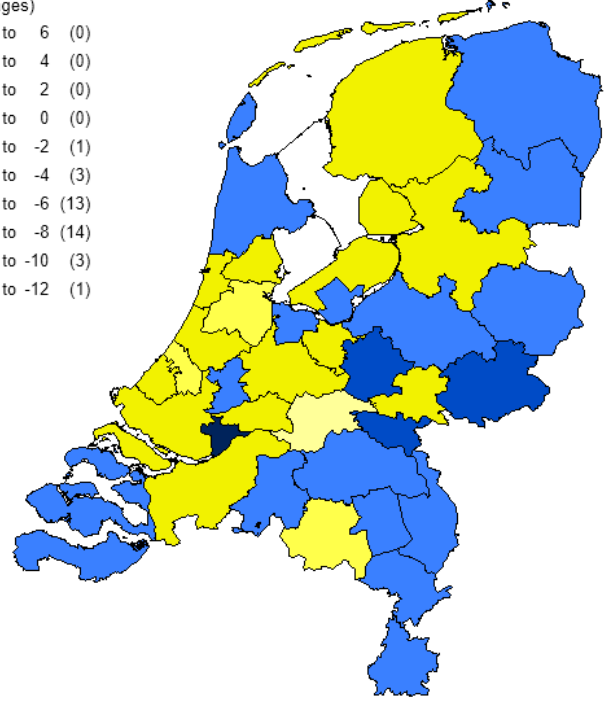 ges)
to 6 (0)
to 4 (0)
to 2 (0)
to 0 (0)
to -2 (1)
to -4 (3)
to -6 (13)
to -8 (14)
to -10 (3)
to -12 (1)